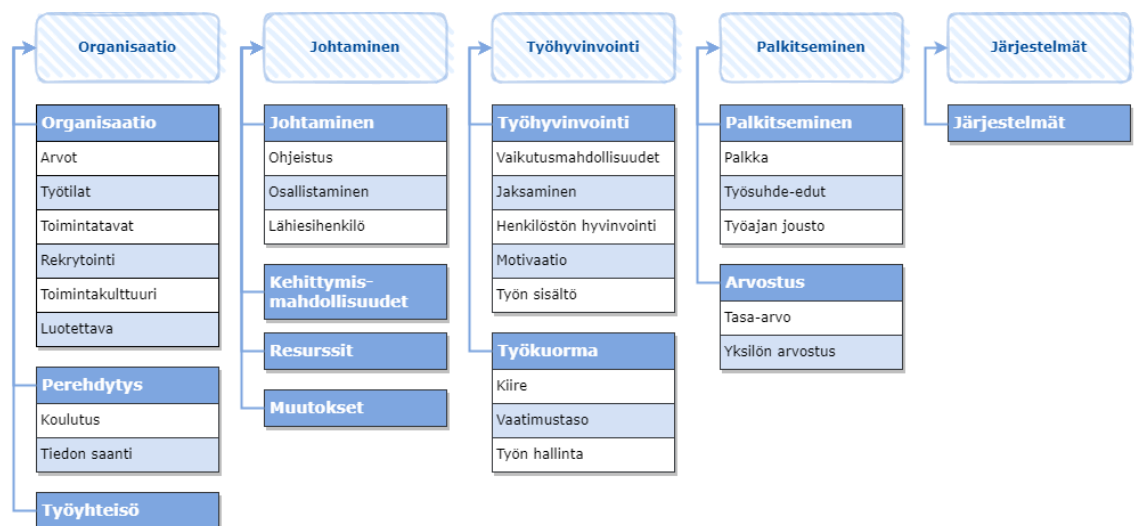 Organisaatio
Organisaatio
Arvot
Työtilat
Toimintatavat
Rekrytointi
Toimintakulttuuri
Luotettava
Perehdytys
Koulutus
Tiedon saanti
Työyhteisö
Johtaminen
Johtaminen
Ohjeistus
Osallistaminen
Lähiesihenkilö
Kehittymis-
mahdollisuudet
Resurssit
Muutokset
Työhyvinvointi
Työhyvinvointi
Vaikutusmahdollisuudet
Jaksaminen
Henkilöstön hyvinvointi
Motivaatio
Työn sisältö
Työkuorma
Kiire
Vaatimustaso
Työn hallinta
Palkitseminen
Palkitseminen
Palkka
Työsuhde-edut
Työajan jousto
Arvostus
Tasa-arvo
Yksilön arvostus
Järjestelmät
Järjestelmät